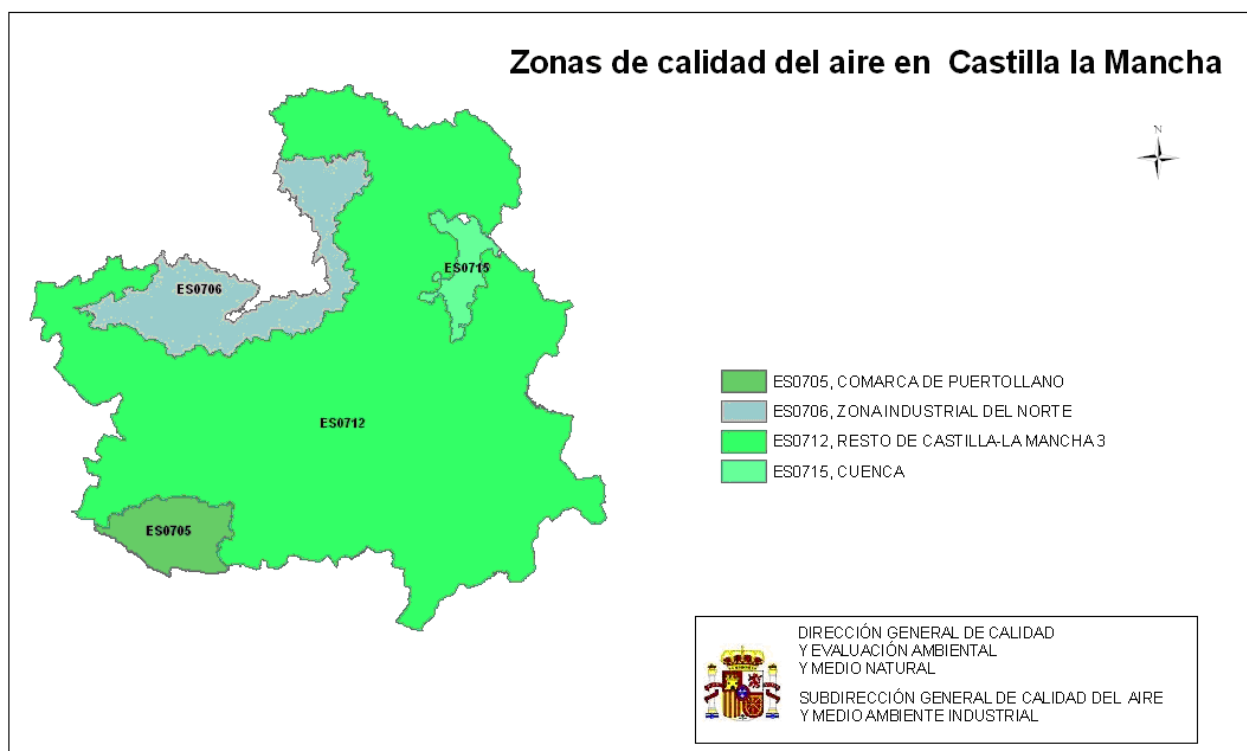 Zonas de calidad del aire en Castilla la Mancha
N
ES0715
ES0706
ES0712
ES0705
ES0705, COMARCA DE PUERTOLLANO
ES0706, ZONA INDUSTRIAL DEL NORTE
ES0712, RESTO DE CASTILLA-LA MANCHA 3
ES0715, CUENCA
DIRECCIÓN GENERAL DE CALIDAD
Y EVALUACIÓN AMBIENTAL
Y MEDIO NATURAL
SUBDIRECCIÓN GENERAL DE CALIDAD DEL AIRE
Y MEDIO AMBIENTE INDUSTRIAL